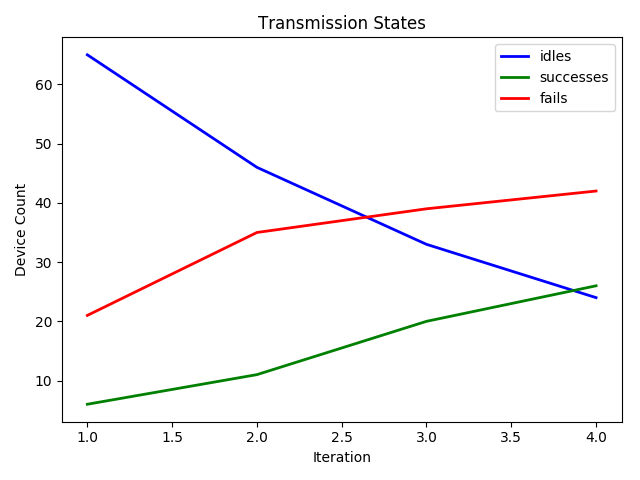 Transmission States
idles
successes
fails
Device Count
60
50
40
30
20
10
1.0 1.5 2.0 2.5 3.0 3.5 4.0
Iteration